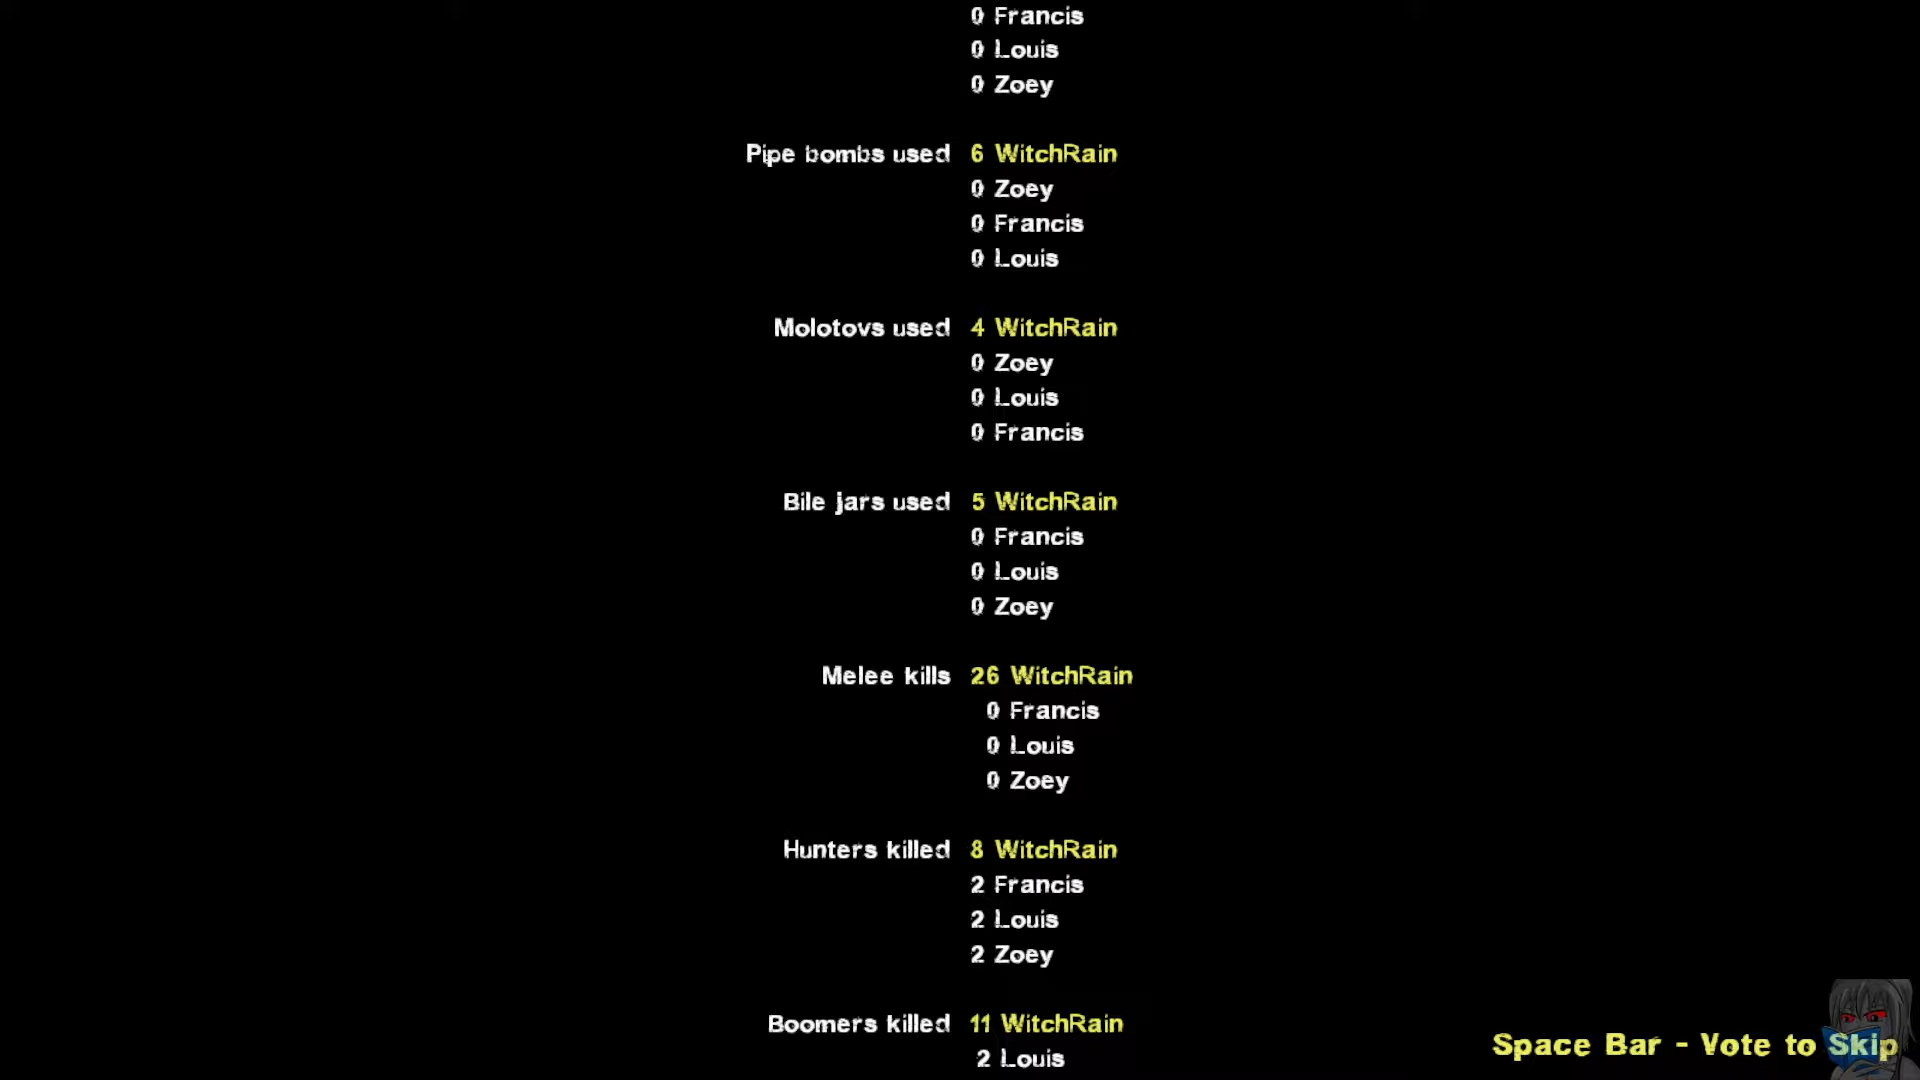 0 Francis
0 Louis
0 Zoey
Pipe bombs used 6 WitchRain
0 Zoey
0 Francis
0 Louis
Molotovs used 4 WitchRain
0 Zoey
0 Louis
0 Francis
Bile jars used 5 WitchRain
0 Francis
0 Louis
0 Zoey
Melee kills 26 WitchRain
0 Francis
0 Louis
0 Zoey
Hunters killed 8 WitchRain
2 Francis
2 Louis
2 Zoey
Boomers killed 11 WitchRain
2 Louis
Space Bar - Vote to Skip